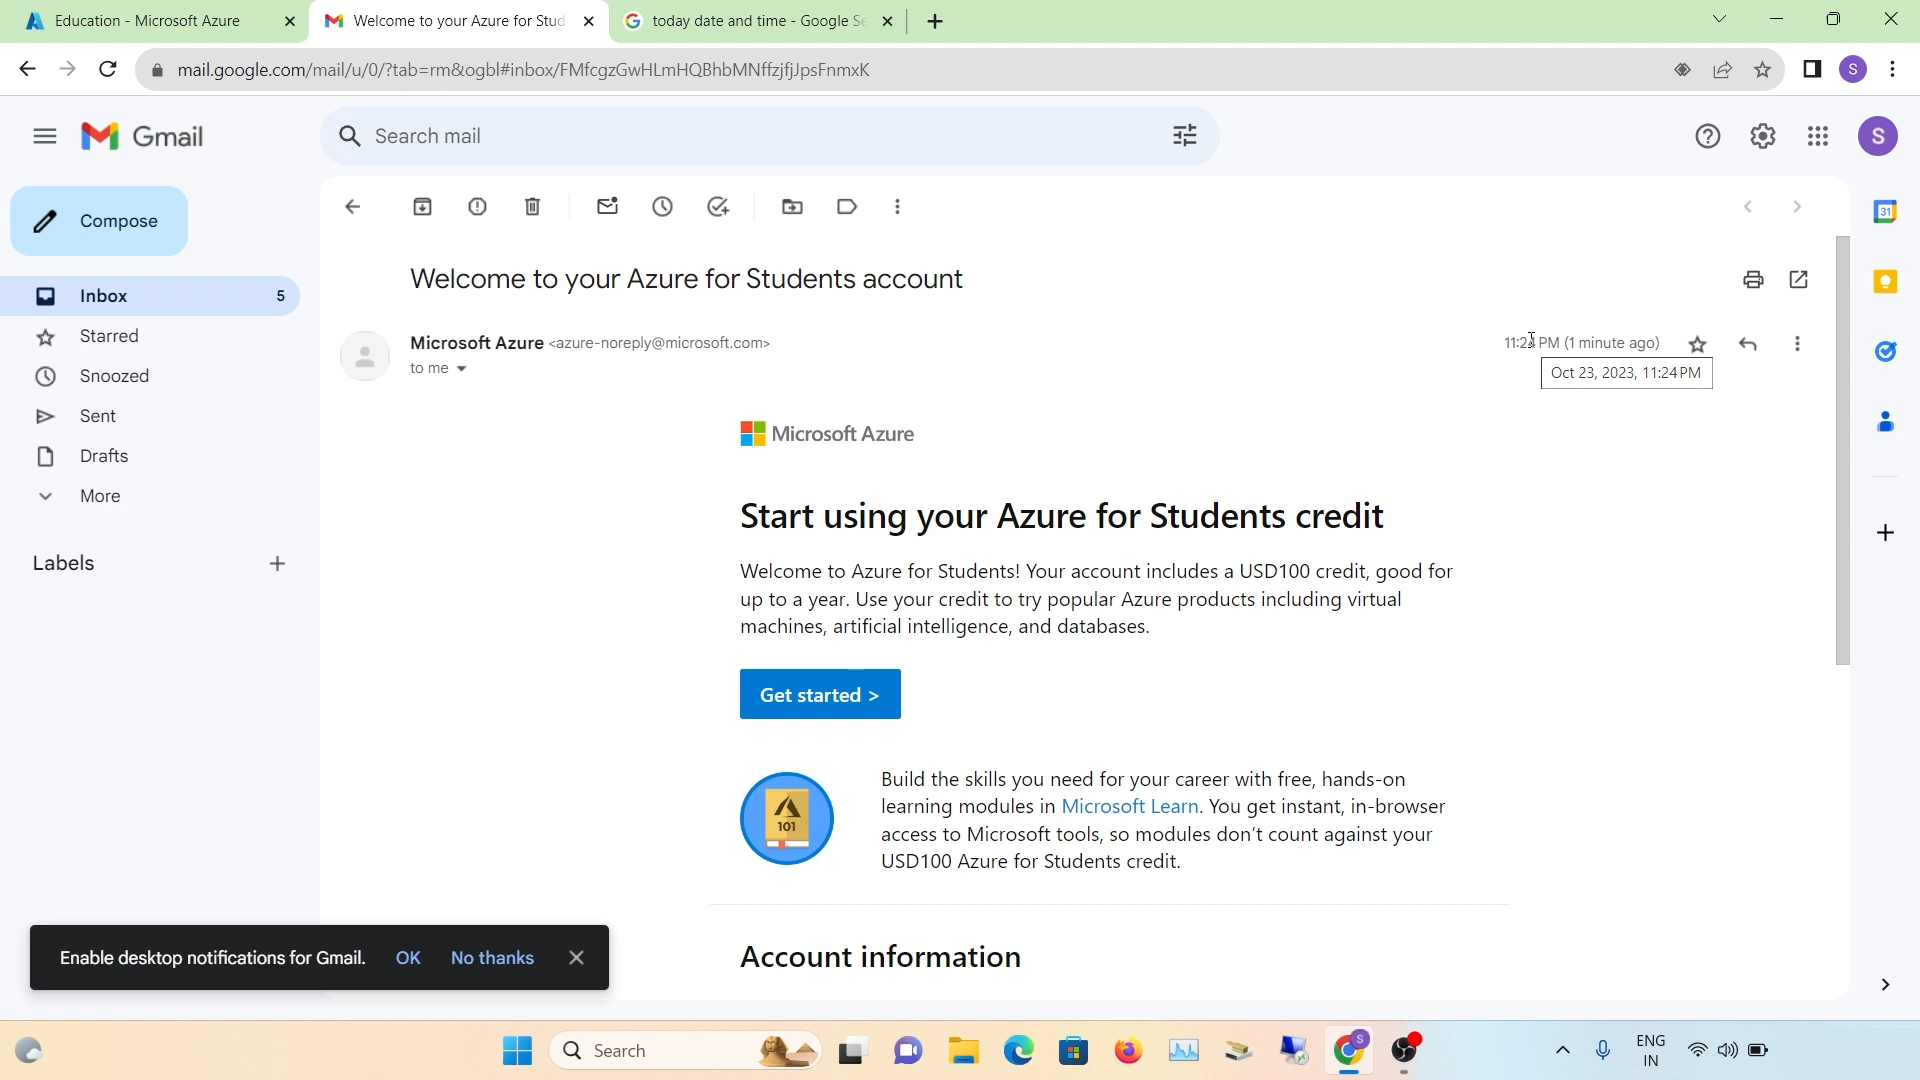 Education - Microsoft Azure
Welcome to your Azure for Stud
today date and time - Google Se
mail.google.com/mail/u/0/?tab=rm&ogbl#inbox/FMfcgzGwHLmHQBhbMNffzjfjJpsFnmxK
S
Gmail
Search mail
S
Compose
Inbox 5
Starred
Snoozed
Sent
Drafts
More
Labels
Welcome to your Azure for Students account
Microsoft Azure <azure-noreply@microsoft.com>
11:24 PM (1 minute ago)
to me
Oct 23, 2023, 11:24 PM
31
Microsoft Azure
Start using your Azure for Students credit
Welcome to Azure for Students! Your account includes a USD100 credit, good for
up to a year. Use your credit to try popular Azure products including virtual
machines, artificial intelligence, and databases.
Get started >
101
Build the skills you need for your career with free, hands-on
learning modules in Microsoft Learn. You get instant, in-browser
access to Microsoft tools, so modules don't count against your
USD100 Azure for Students credit.
Account information
Enable desktop notifications for Gmail. OK No thanks
Search
S
ENG
IN